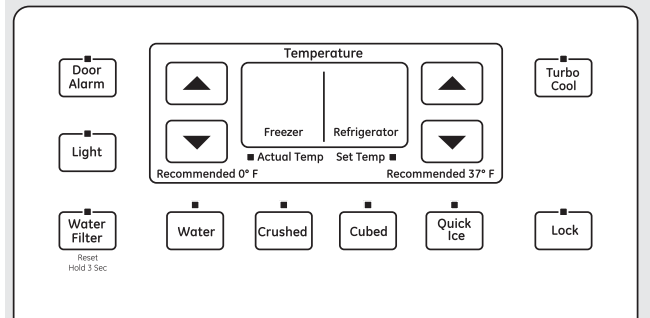 Temperature
Door
Alarm
Turbo
Cool
Freezer
Refrigerator
Light
Actual Temp
Set Temp
Recommended 0° F
Recommended 37° F
Water
Filter
Reset
Hold 3 Sec
Water
Crushed
Cubed
Quick
Ice
Lock